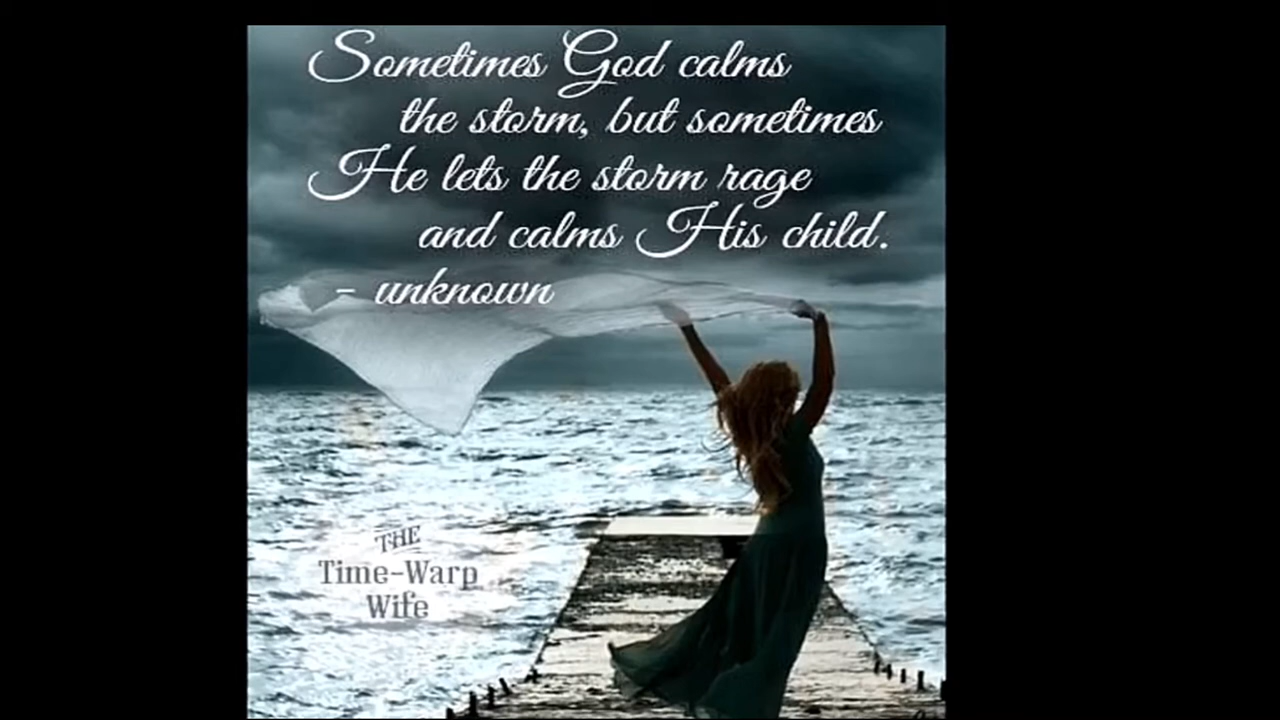 Sometimes God calms
the storm, but sometimes
He lets the storm rage
and calms His child.
- unknown
THE
Time-Warp
Wife